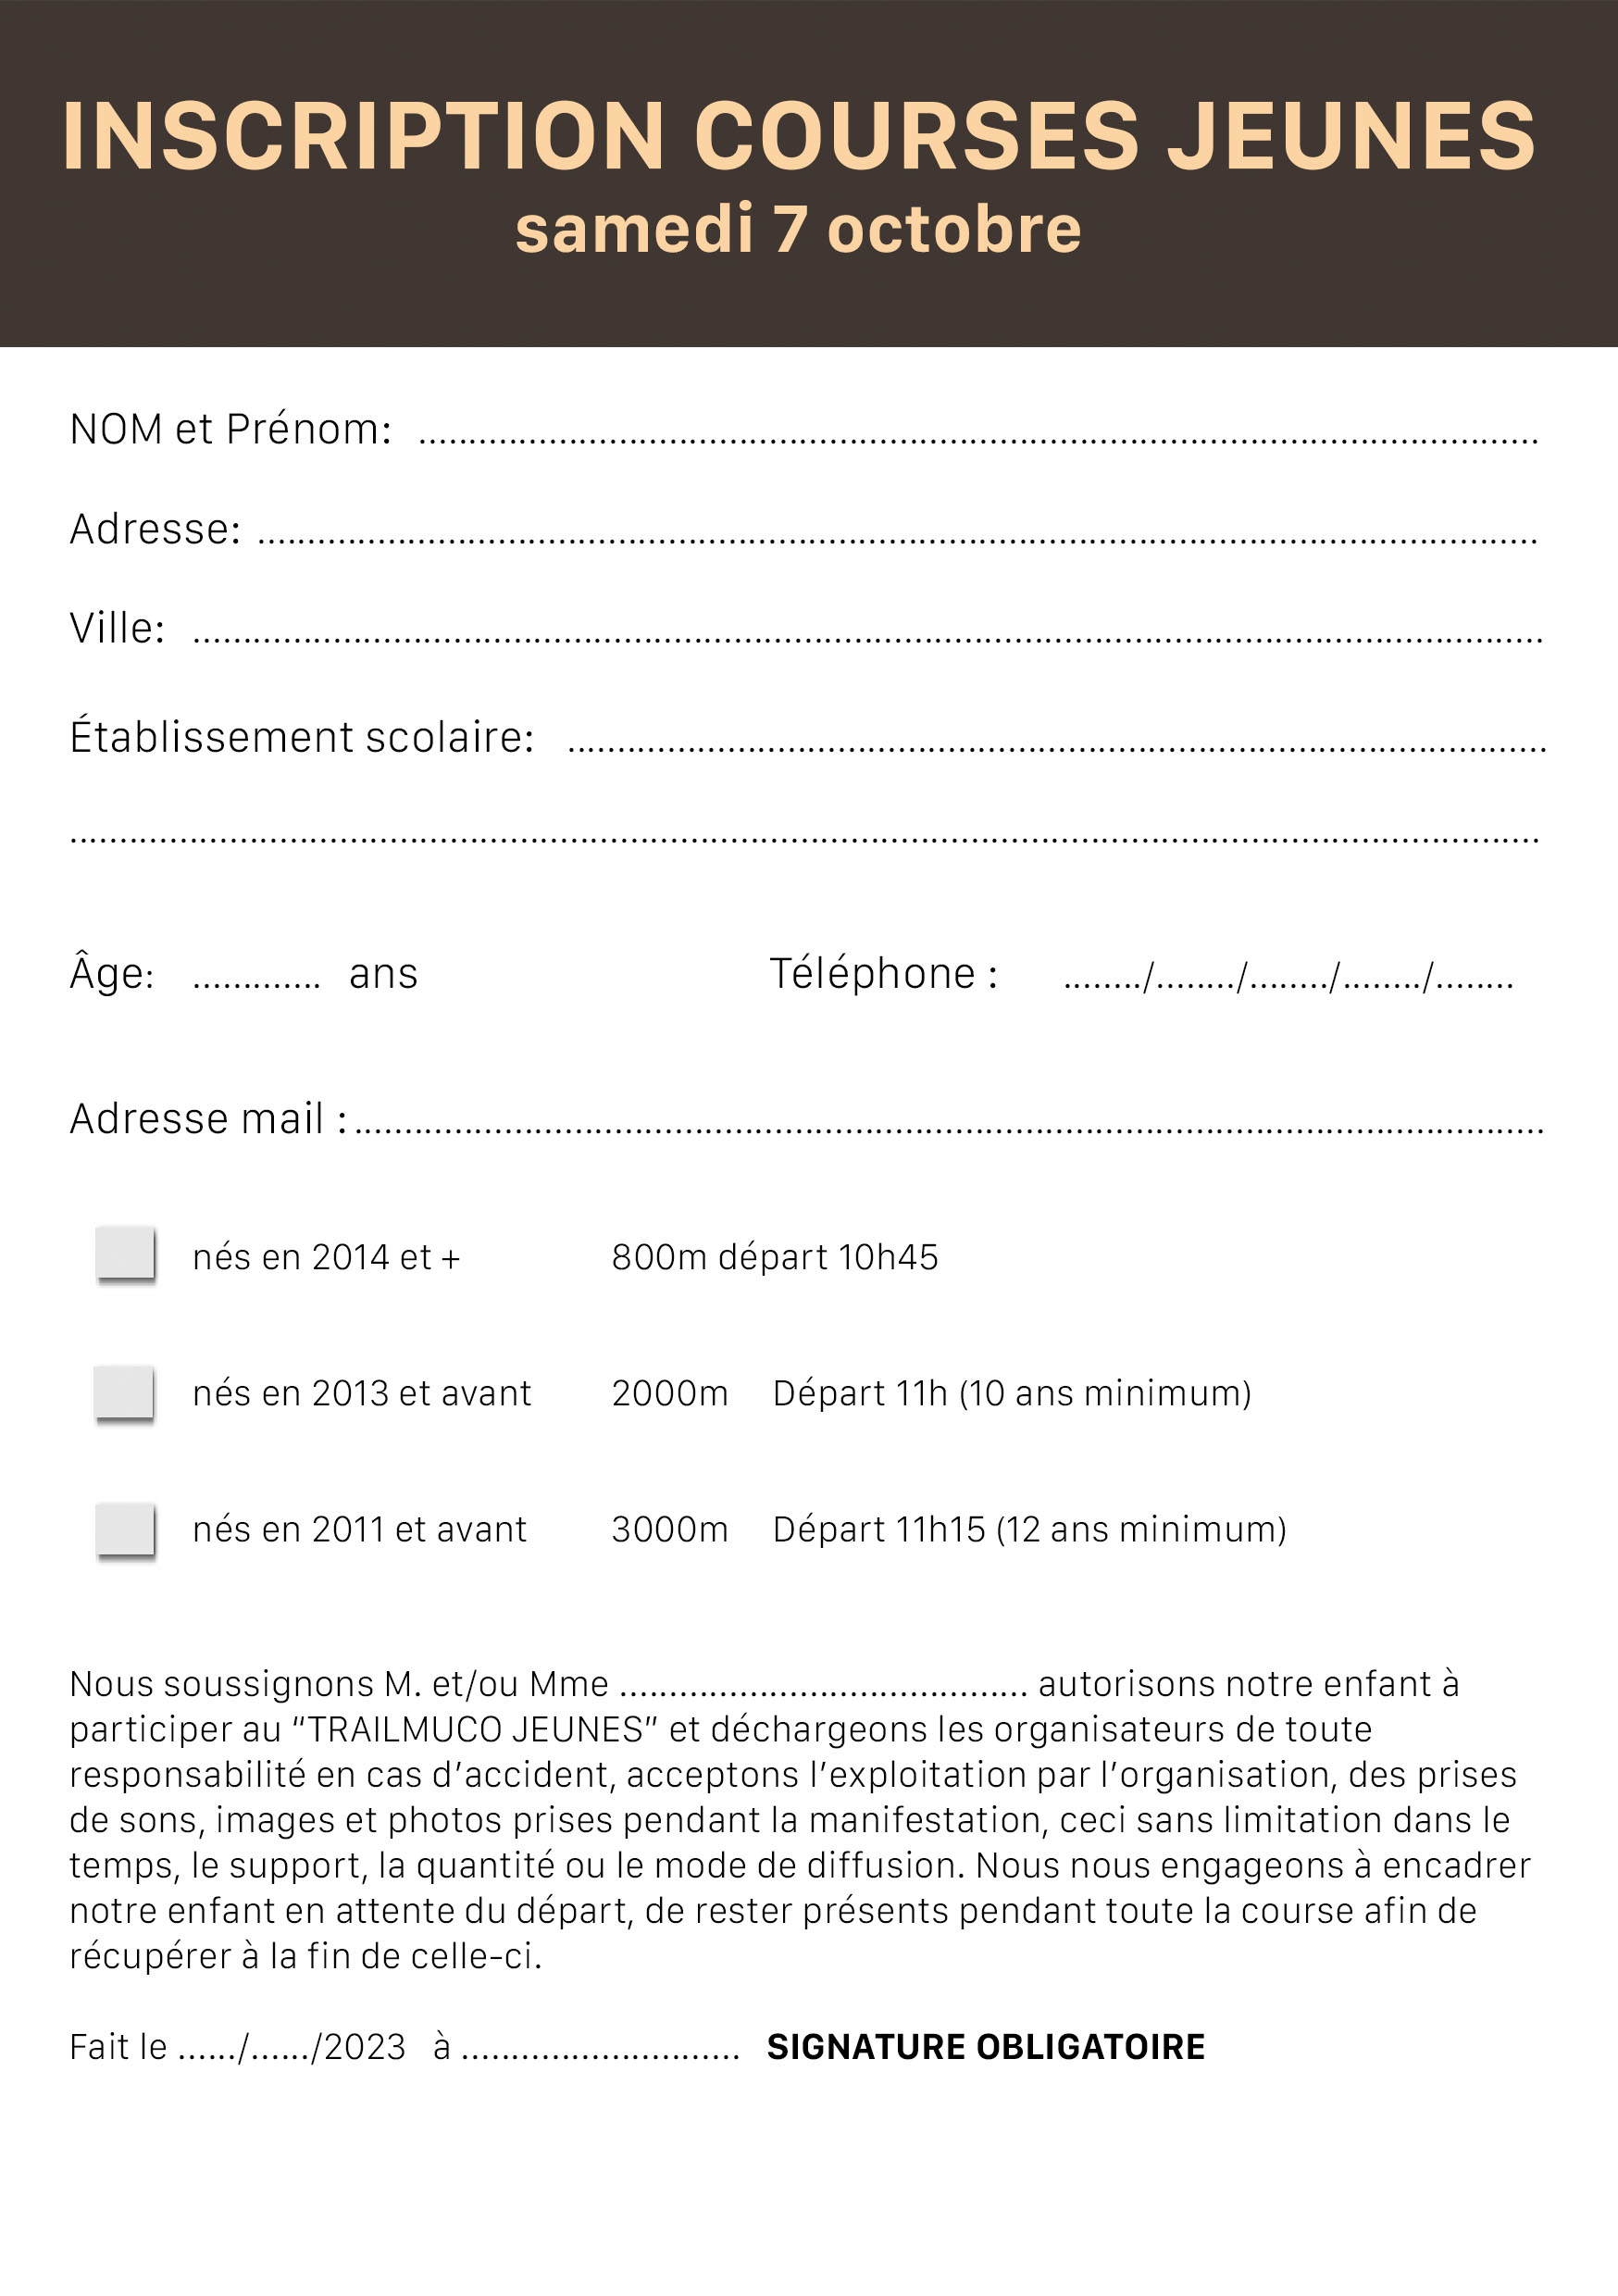 INSCRIPTION COURSES JEUNES
samedi 7 octobre
NOM et Prénom: ................................................................................................................
Adresse: ................................................................................................................................
Ville: .......................................................................................................................................
Établissement scolaire: ..................................................................................................
...................................................................................................................................................
Âge: ............. ans Téléphone : ......../......../......../......../........
Adresse mail :.......................................................................................................................
nés en 2014 et + 800m départ 10h45
nés en 2013 et avant 2000m Départ 11h (10 ans minimum)
nés en 2011 et avant 3000m Départ 11h15 (12 ans minimum)
Nous soussignons M. et/ou Mme ......................................... autorisons notre enfant à
participer au “TRAILMUCO JEUNES” et déchargeons les organisateurs de toute
responsabilité en cas d’accident, acceptons l’exploitation par l’organisation, des prises
de sons, images et photos prises pendant la manifestation, ceci sans limitation dans le
temps, le support, la quantité ou le mode de diffusion. Nous nous engageons à encadrer
notre enfant en attente du départ, de rester présents pendant toute la course afin de
récupérer à la fin de celle-ci.
Fait le ....../....../2023 à ............................ SIGNATURE OBLIGATOIRE